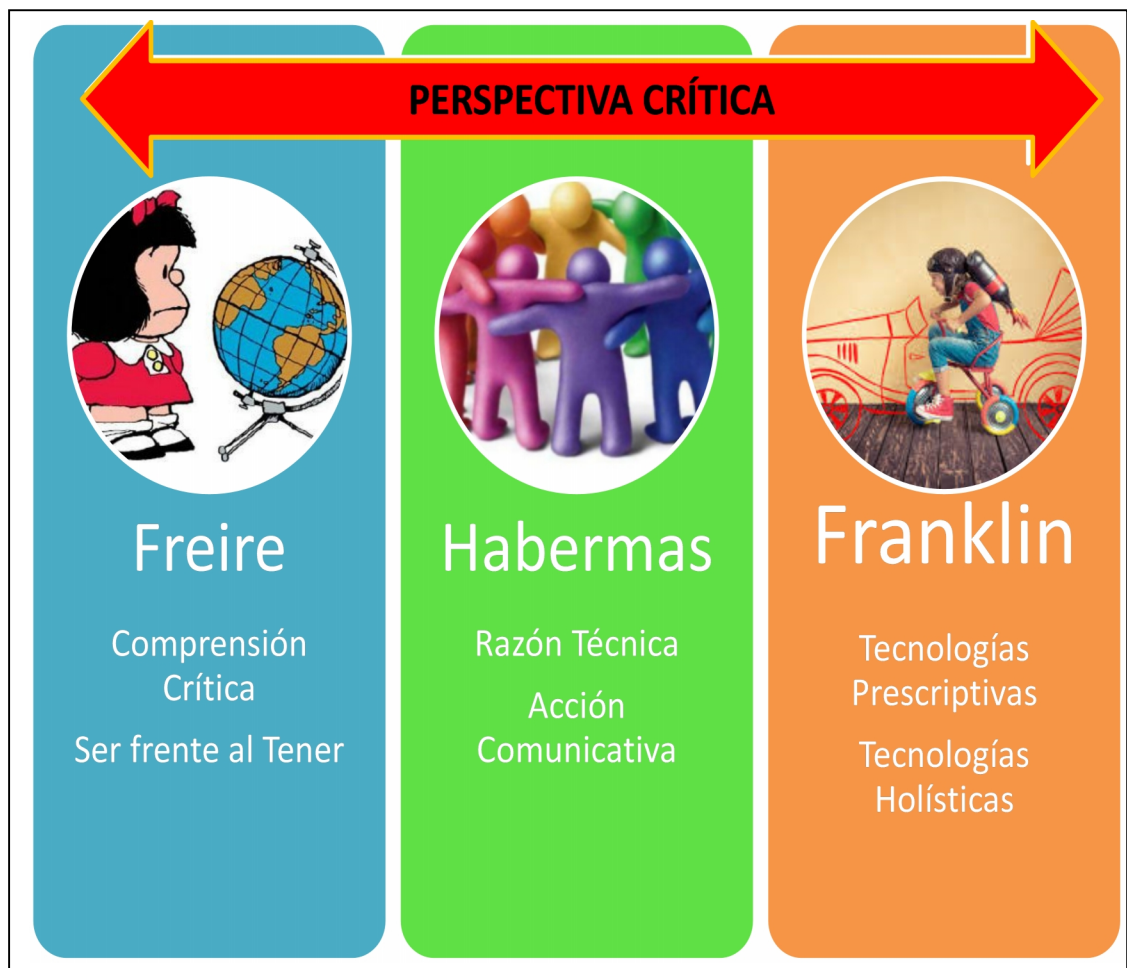 PERSPECTIVA CRÍTICA
Freire
Comprensión
Crítica
Ser frente al Tener
Habermas
Razón Técnica
Acción
Comunicativa
Franklin
Tecnologías
Prescriptivas
Tecnologías
Holísticas